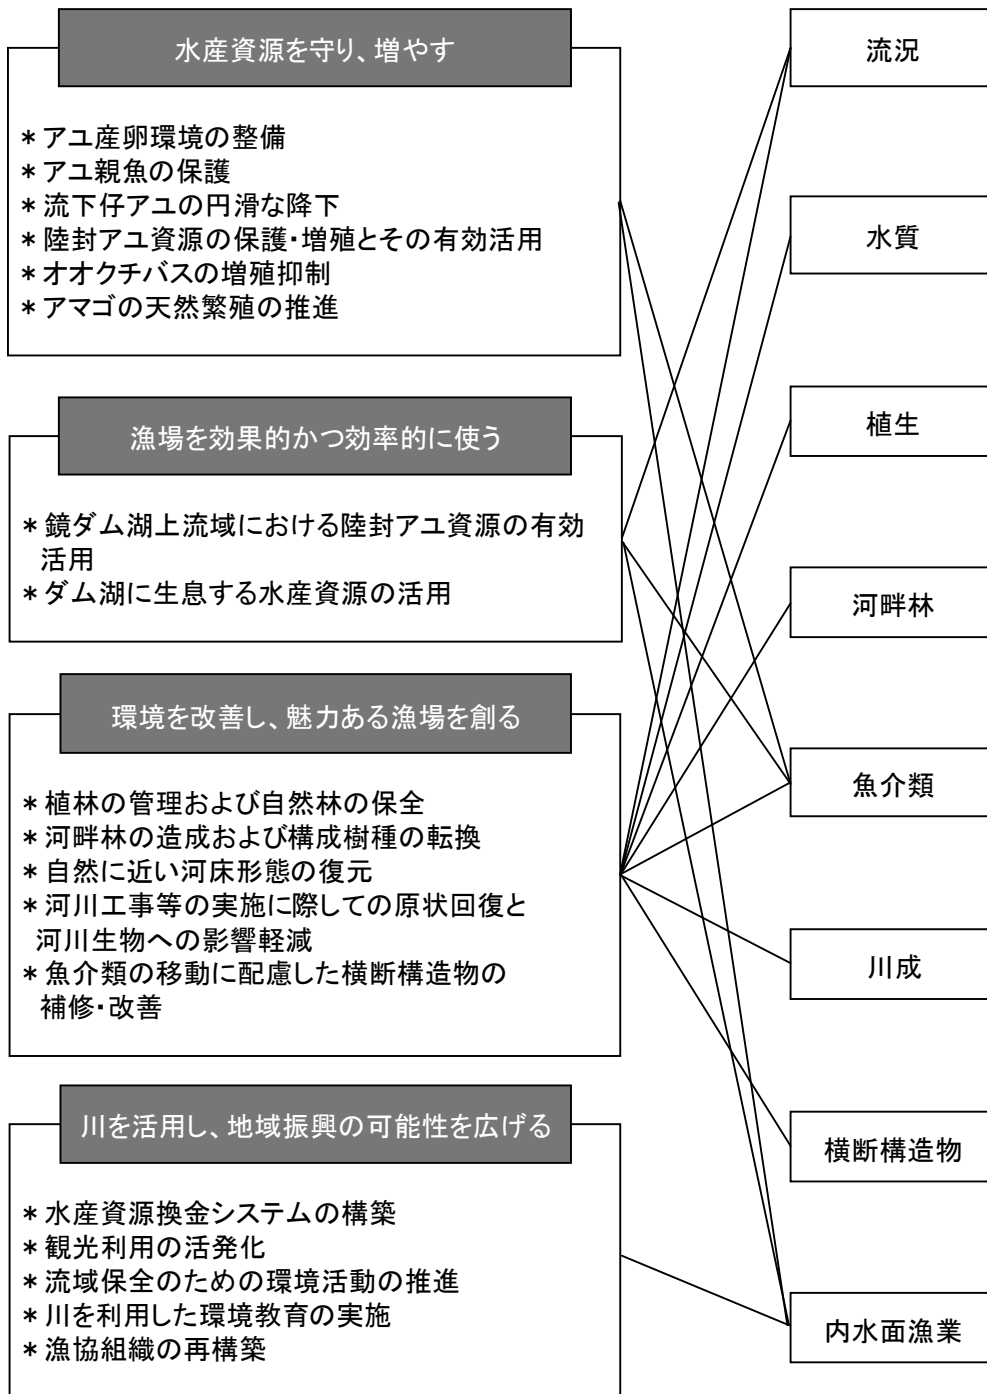 水産資源を守り、増やす
＊アユ産卵環境の整備
＊アユ親魚の保護
＊流下仔アユの円滑な降下
＊陸封アユ資源の保護・増殖とその有効活用
＊オオクチバスの増殖抑制
＊アマゴの天然繁殖の推進
漁場を効果的かつ効率的に使う
＊鏡ダム湖上流域における陸封アユ資源の有効
活用
＊ダム湖に生息する水産資源の活用
環境を改善し、魅力ある漁場を創る
＊植林の管理および自然林の保全
＊河畔林の造成および構成樹種の転換
＊自然に近い河床形態の復元
＊河川工事等の実施に際しての原状回復と
河川生物への影響軽減
＊魚介類の移動に配慮した横断構造物の
補修・改善
川を活用し、地域振興の可能性を広げる
＊水産資源換金システムの構築
＊観光利用の活発化
＊流域保全のための環境活動の推進
＊川を利用した環境教育の実施
＊漁協組織の再構築
流況
水質
植生
河畔林
魚介類
川成
横断構造物
内水面漁業